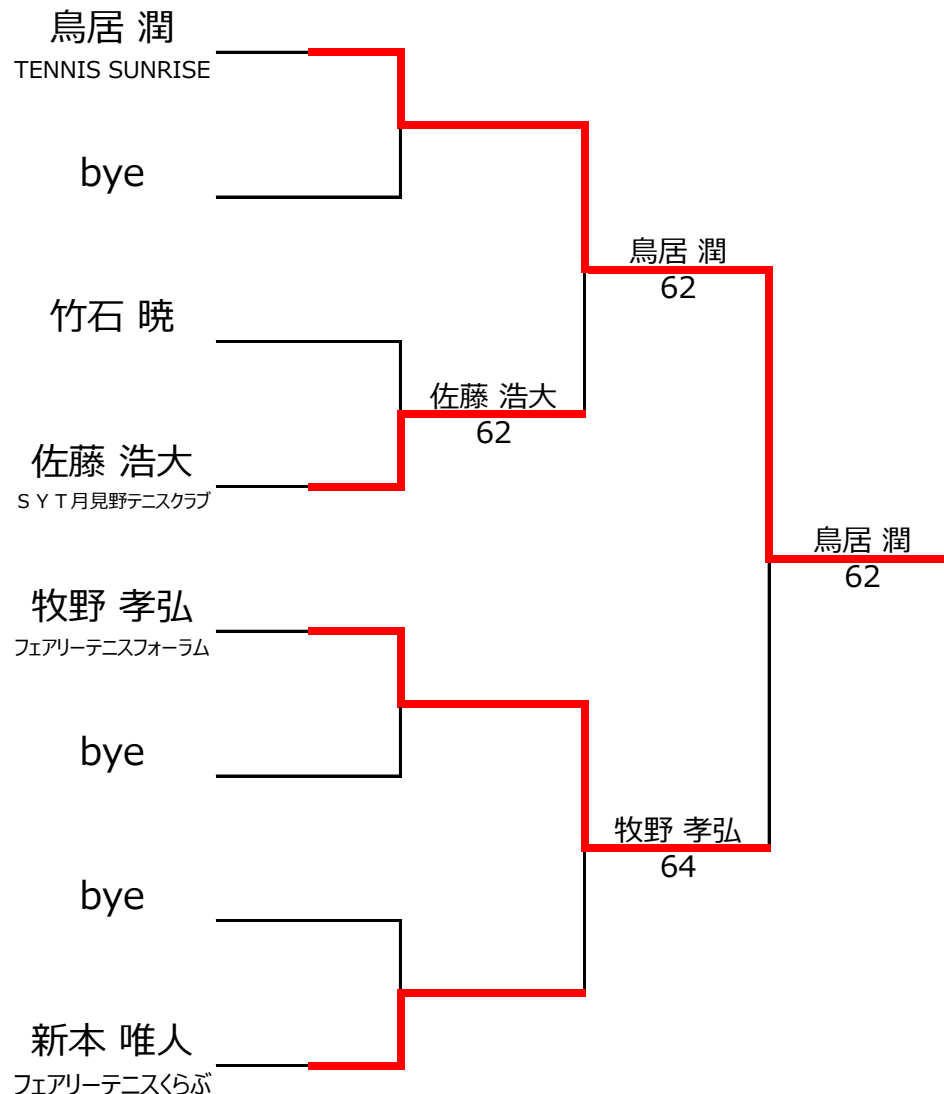 鳥居 潤
TENNIS SUNRISE
bye
竹石 暁
佐藤 浩大
ＳＹＴ月見野テニスクラブ
牧野 孝弘
フェアリーテニスフォーラム
bye
bye
新本 唯人
フェアリーテニスくらぶ
佐藤 浩大
62
鳥居 潤
62
牧野 孝弘
64
鳥居 潤
62